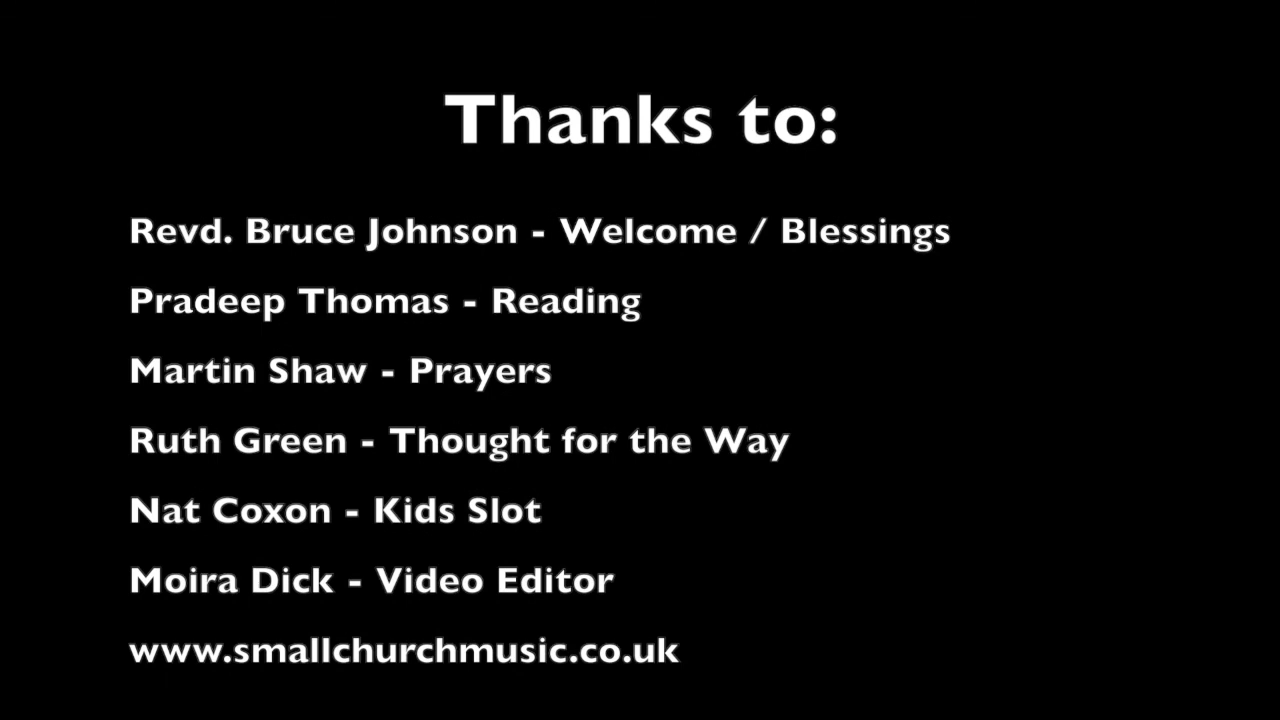 Thanks to:
Revd. Bruce Johnson - Welcome / Blessings
Pradeep Thomas - Reading
Martin Shaw - Prayers
Ruth Green - Thought for the Way
Nat Coxon - Kids Slot
Moira Dick - Video Editor
www.smallchurchmusic.co.uk